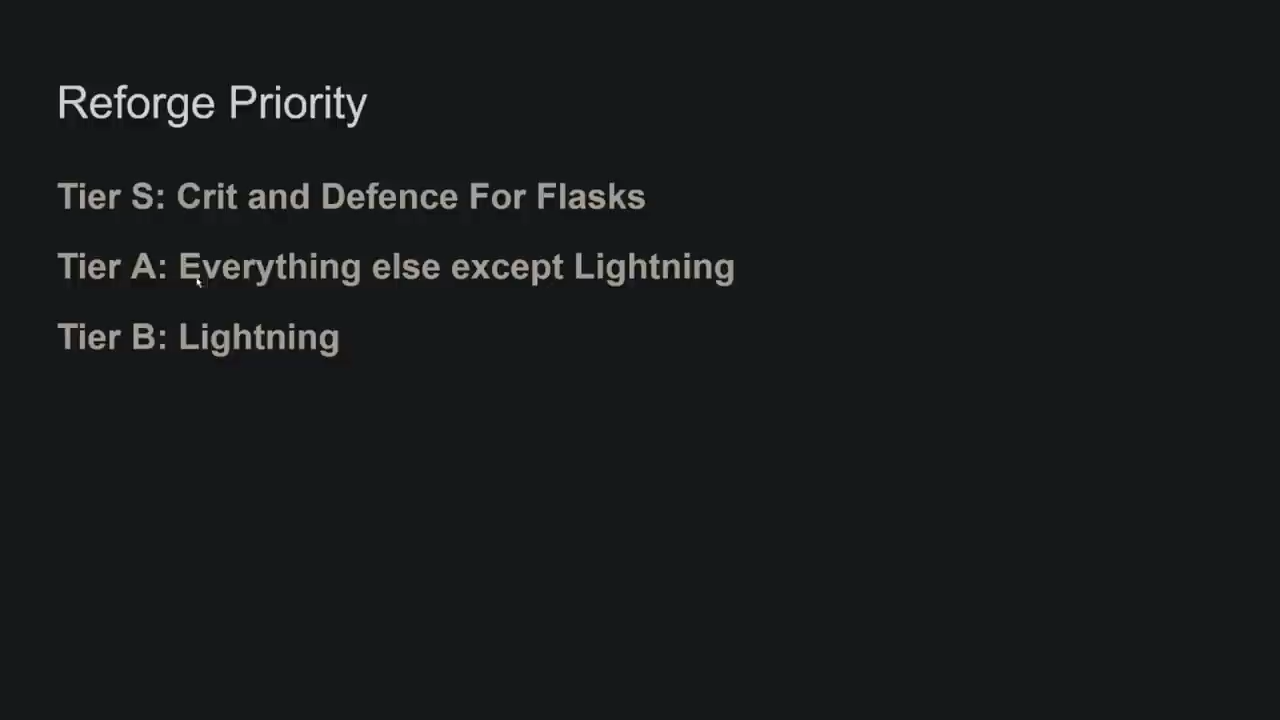 Reforge Priority
Tier S: Crit and Defence For Flasks
Tier A: Everything else except Lightning
Tier B: Lightning